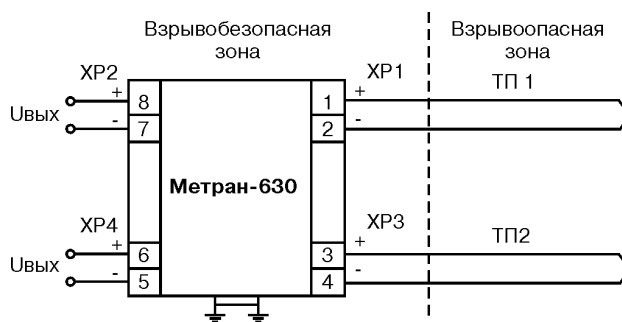 Взрывобезопасная
зона
Взрывоопасная
зона
XP2
XP1
ТП 1
+
8
1
+
Uвых
-
7
2
-
Метран-630
XP4
XP3
ТП2
+
6
3
+
Uвых
-
5
4
-